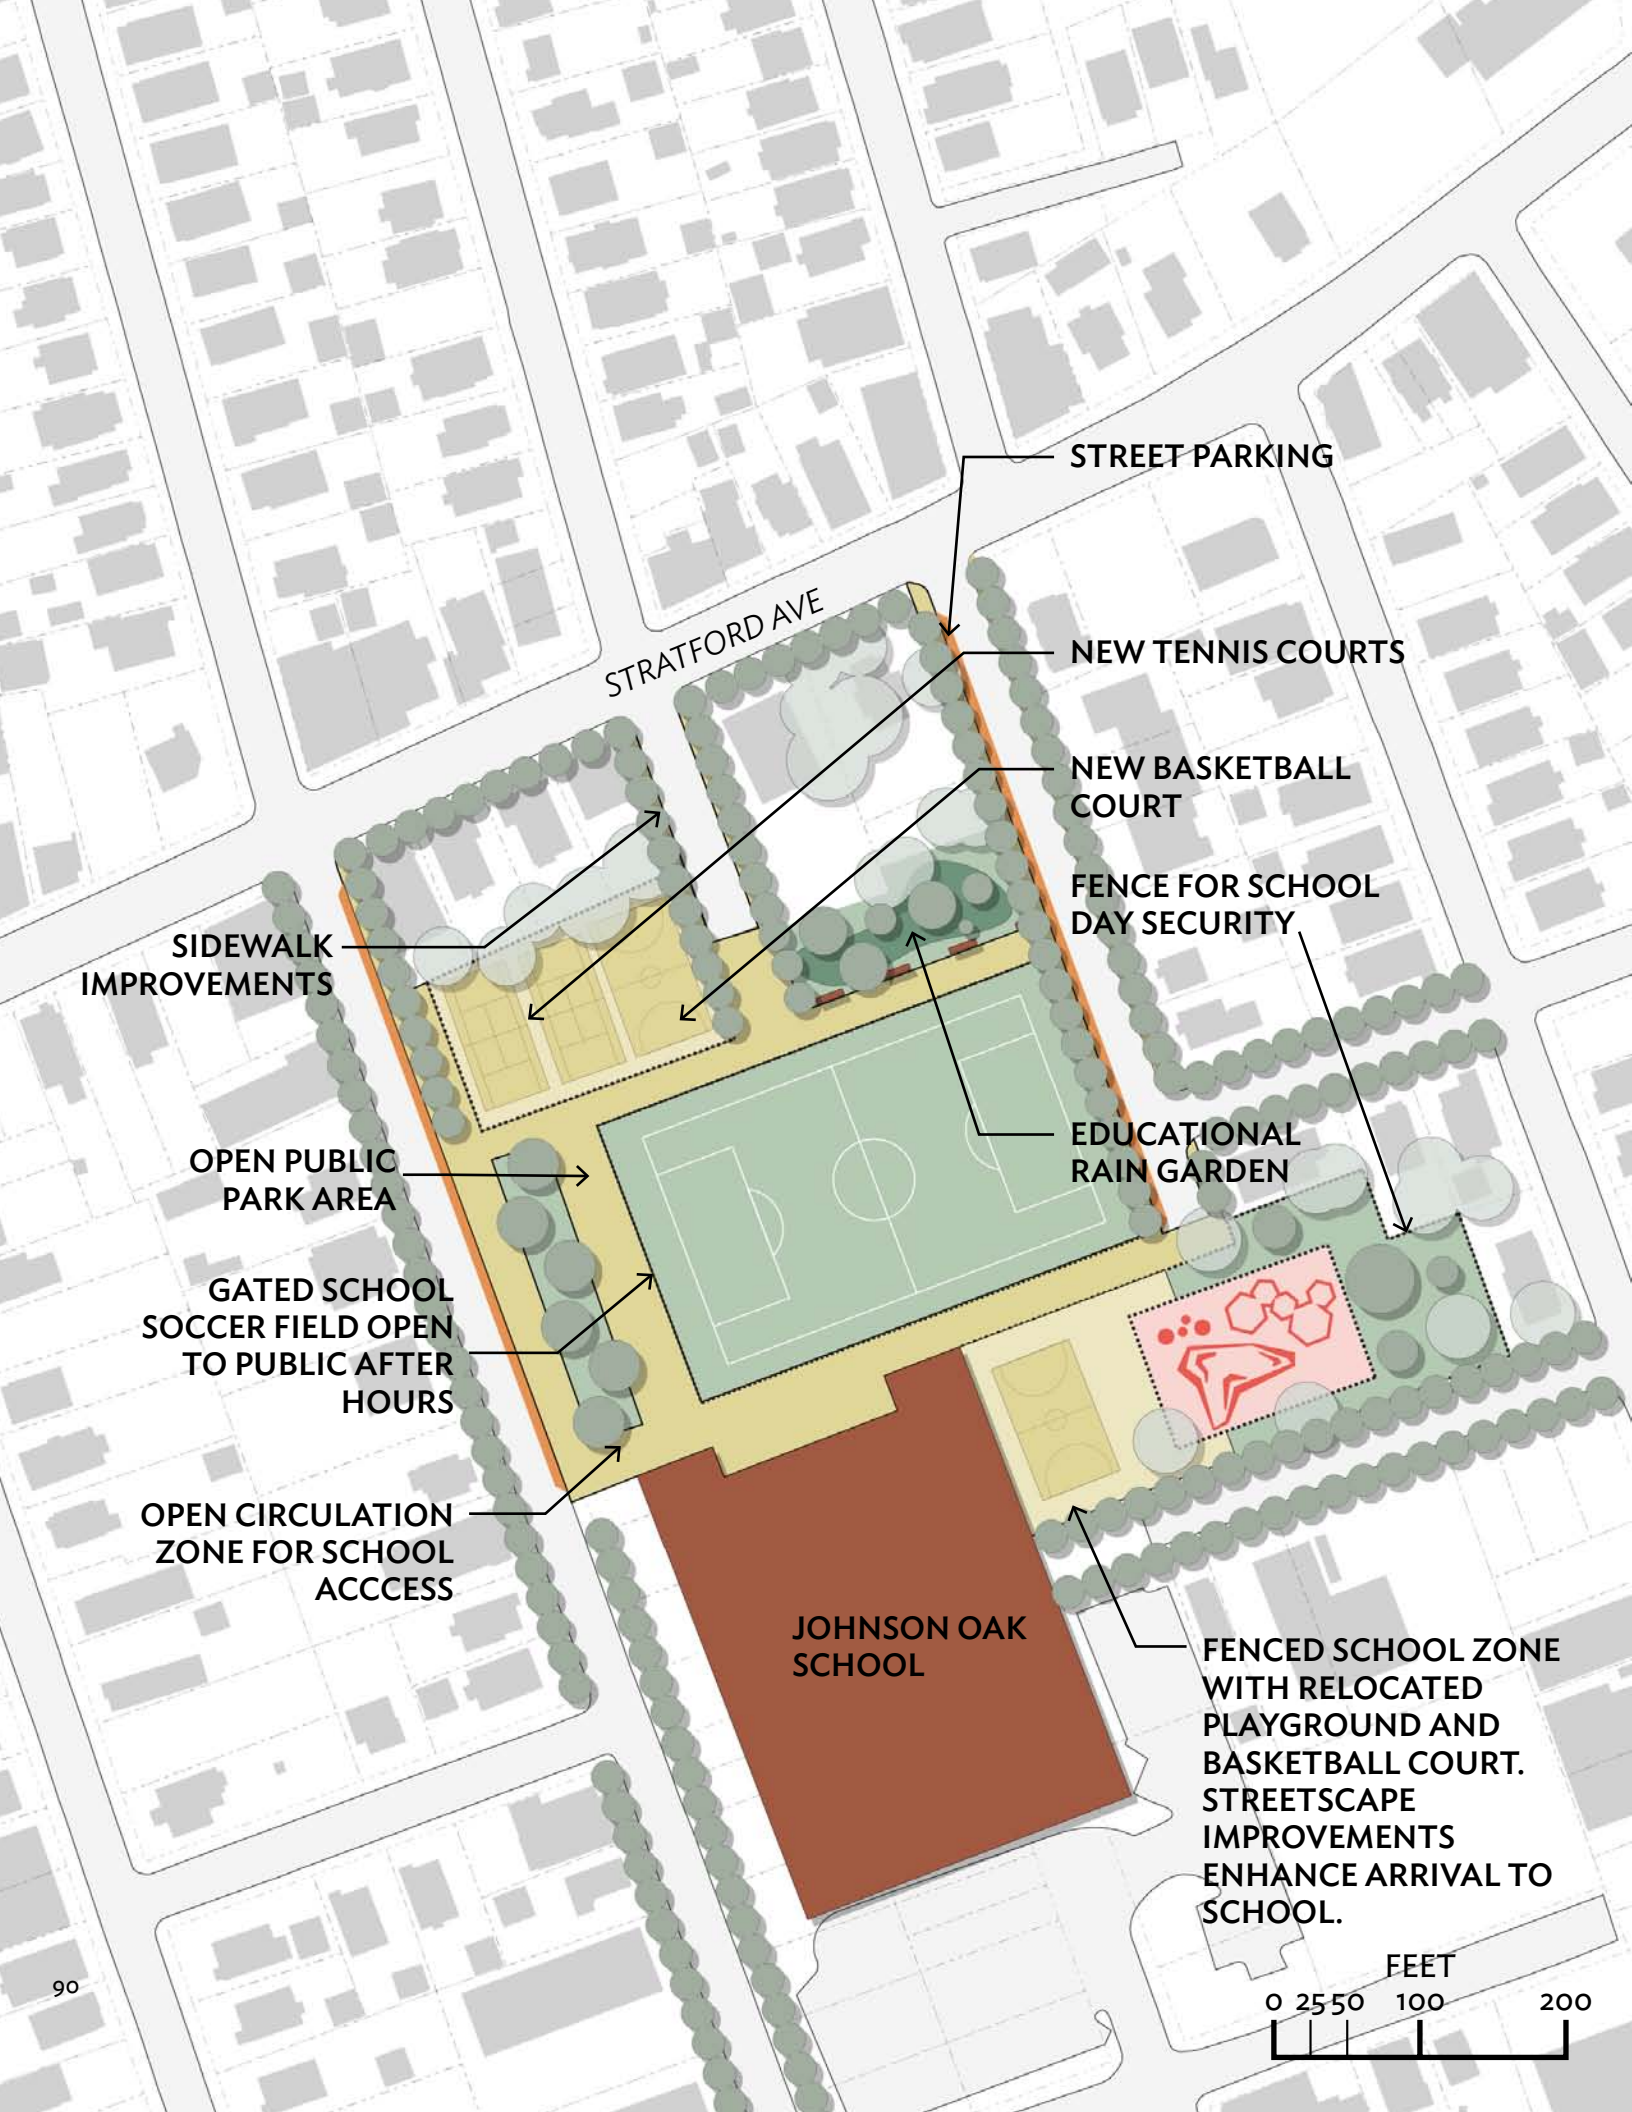 STREET PARKING
STRATFORD AVE
NEW TENNIS COURTS
NEW BASKETBALL
COURT
FENCE FOR SCHOOL
DAY SECURITY
SIDEWALK
IMPROVEMENTS
EDUCATIONAL
RAIN GARDEN
OPEN PUBLIC
PARK AREA
GATED SCHOOL
SOCCER FIELD OPEN
TO PUBLIC AFTER
HOURS
OPEN CIRCULATION
ZONE FOR SCHOOL
ACCCESS
JOHNSON OAK
SCHOOL
FENCED SCHOOL ZONE
WITH RELOCATED
PLAYGROUND AND
BASKETBALL COURT.
STREETSCAPE
IMPROVEMENTS
ENHANCE ARRIVAL TO
SCHOOL.
90
FEET
0 25 50 100 200